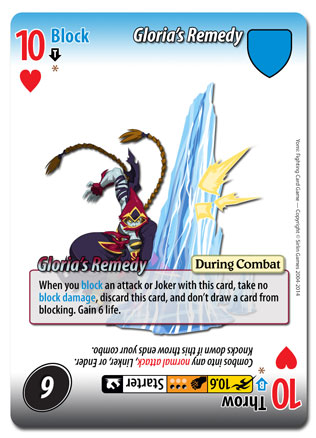 10 Block
Gloria's Remedy
Yomi Fighting Card Game — Copyright © Sirlin Games 2004-2014
Gloria's Remedy
During Combat
When you block an attack or Joker with this card, take no
block damage, discard this card, and don't draw a card from
blocking. Gain 6 life.
10 Throw
10.6 Starter
9
Combos into any normal attack, Linker, or Ender.
Knocks down if this throw ends your combo.